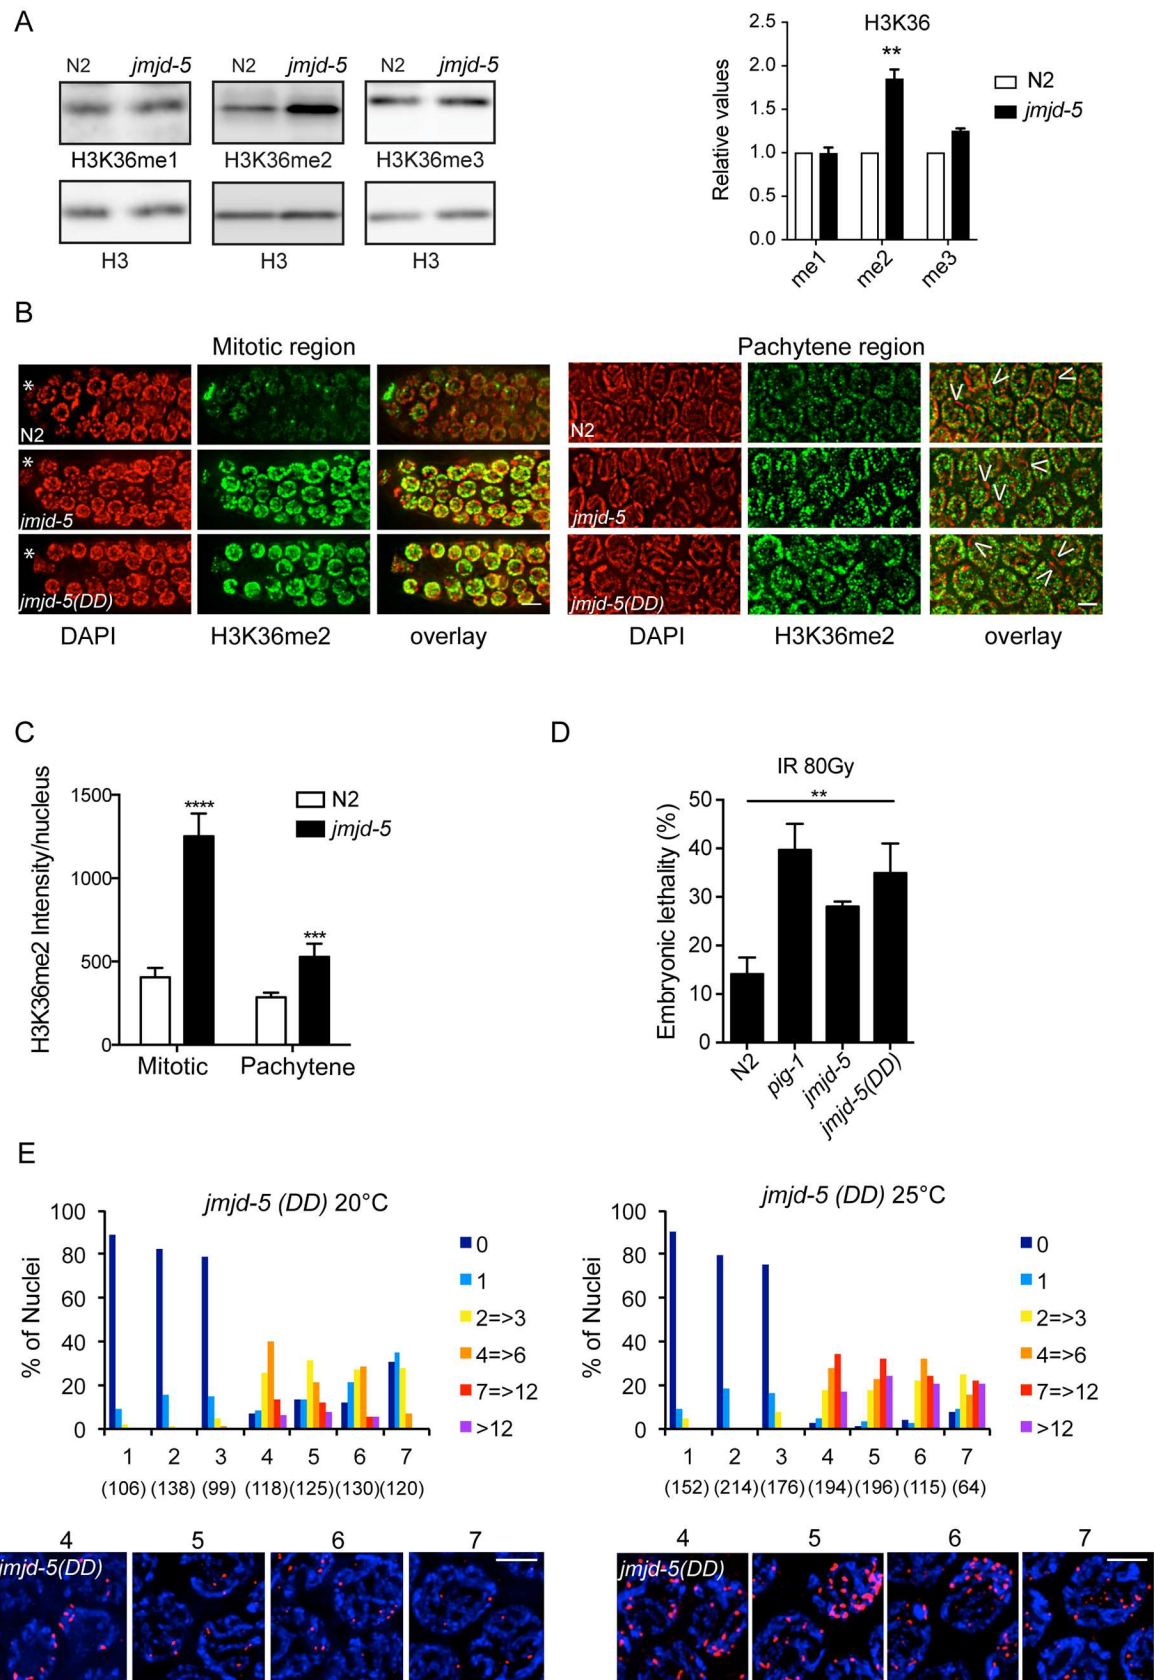 A
N2 jmjd-5 N2 jmjd-5 N2 jmjd-5
H3K36me1 H3K36me2 H3K36me3
H3 H3 H3
H3K36
**
Relative values
2.5
2.0
1.5
1.0
0.5
0.0
me1 me2 me3
N2
jmjd-5
B
Mitotic region
Pachytene region
*
N2
*
jmjd-5
*
jmjd-5(DD)
N2
jmjd-5
jmjd-5(DD)
DAPI H3K36me2 overlay DAPI H3K36me2 overlay
C
H3K36me2 Intensity/nucleus
1500
1000
500
0
****
***
N2
jmjd-5
Mitotic Pachytene
D
IR 80Gy
**
Embryonic lethality (%)
50
40
30
20
10
0
N2 pig-1 jmjd-5 jmjd-5(DD)
E
jmjd-5 (DD) 20°C
% of Nuclei
100
80
60
40
20
0
0
1
2=>3
4=>6
7=>12
>12
1 2 3 4 5 6 7
(106) (138) (99) (118) (125) (130) (120)
jmjd-5 (DD) 25°C
% of Nuclei
100
80
60
40
20
0
0
1
2=>3
4=>6
7=>12
>12
1 2 3 4 5 6 7
(152) (214) (176) (194) (196) (115) (64)
4 5 6 7
jmjd-5(DD)
4 5 6 7
jmjd-5(DD)